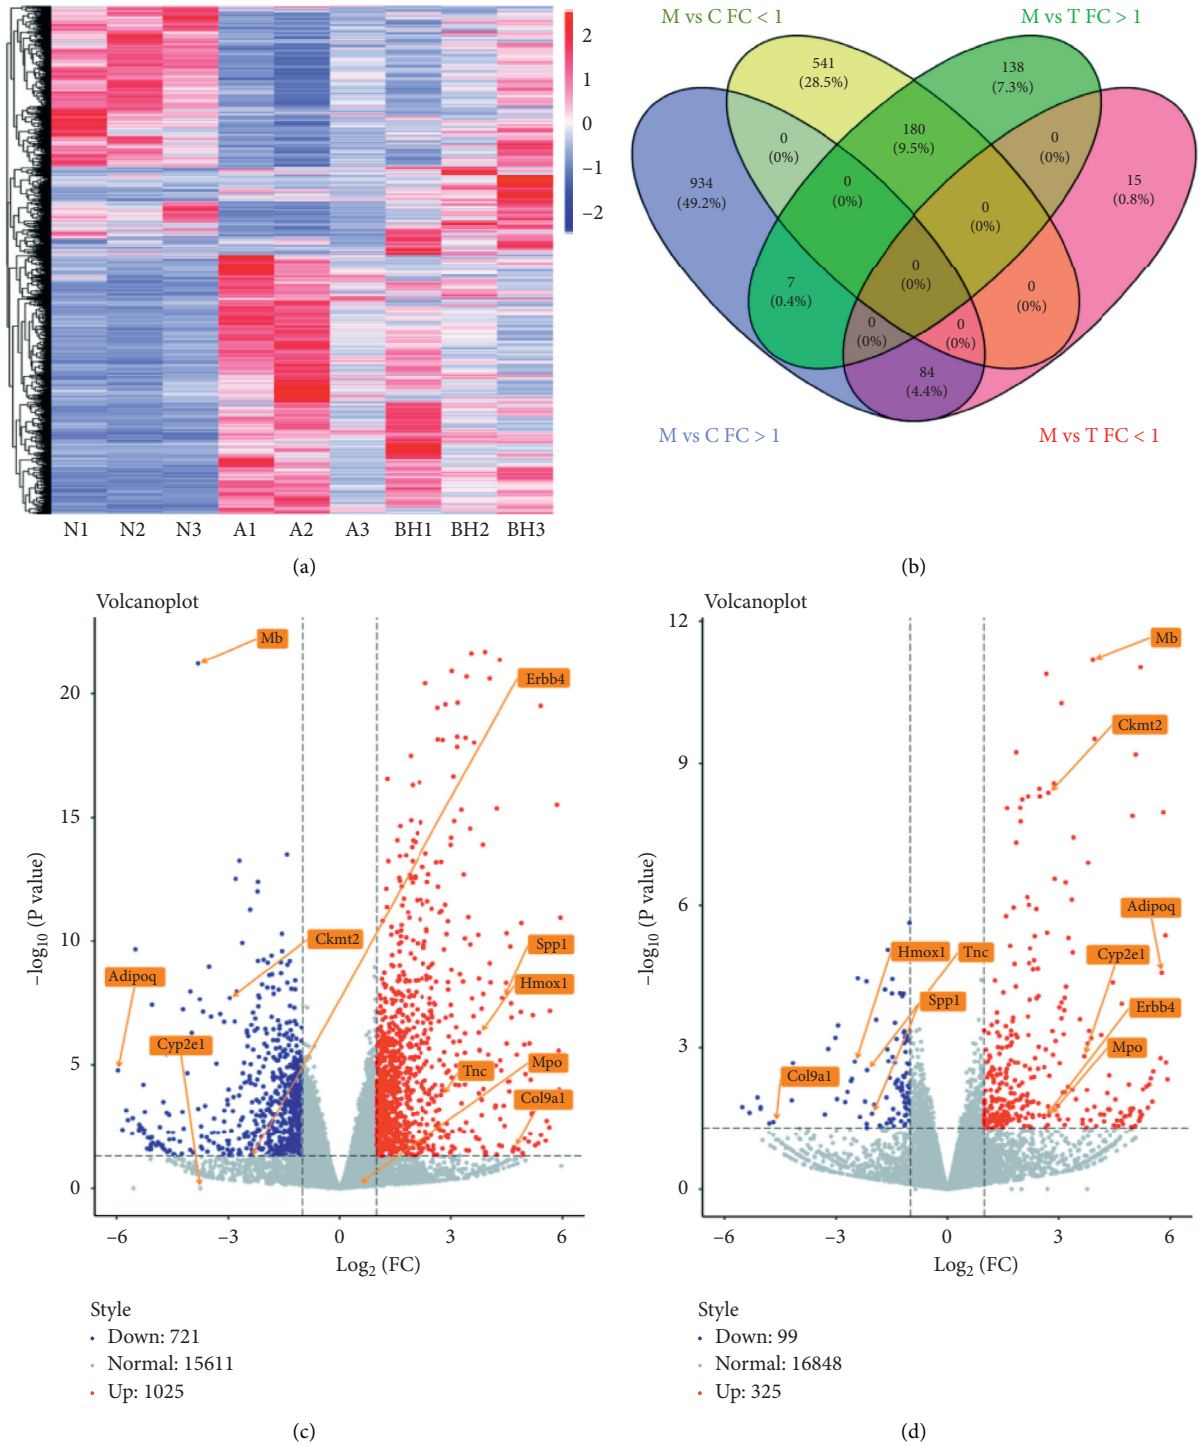 2
1
0
−1
−2
N1 N2 N3 A1 A2 A3 BH1 BH2 BH3
(a)
M vs C FC < 1
M vs T FC > 1
541
(28.5%)
138
(7.3%)
0
(0%)
180
(9.5%)
0
(0%)
934
(49.2%)
0
(0%)
15
(0.8%)
0
(0%)
0
(0%)
7
(0.4%)
0
(0%)
0
(0%)
0
(0%)
84
(4.4%)
M vs C FC > 1
M vs T FC < 1
(b)
Volcanoplot
−log10 (P value)
20
15
10
5
0
Mb
Erbb4
Ckmt2
Spp1
Adipoq
Hmox1
Cyp2e1
Mpo
Tnc
Col9a1
−6 −3 0 3 6
Log2 (FC)
Style
Down: 721
Normal: 15611
Up: 1025
(c)
Volcanoplot
−log10 (P value)
12
9
6
3
0
Mb
Ckmt2
Adipoq
Hmox1
Tnc
Cyp2e1
Spp1
Erbb4
Mpo
Col9a1
−6 −3 0 3 6
Log2 (FC)
Style
Down: 99
Normal: 16848
Up: 325
(d)